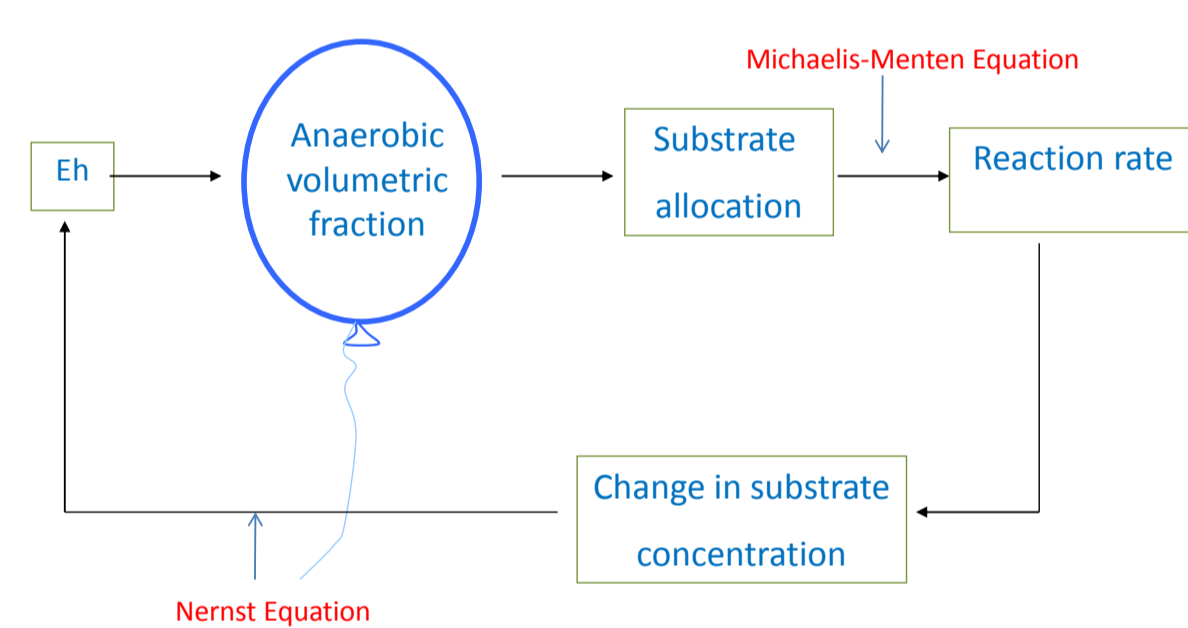 Michaelis-Menten Equation
Eh
Anaerobic
volumetric
fraction
Substrate
allocation
Reaction rate
Change in substrate
concentration
Nernst Equation